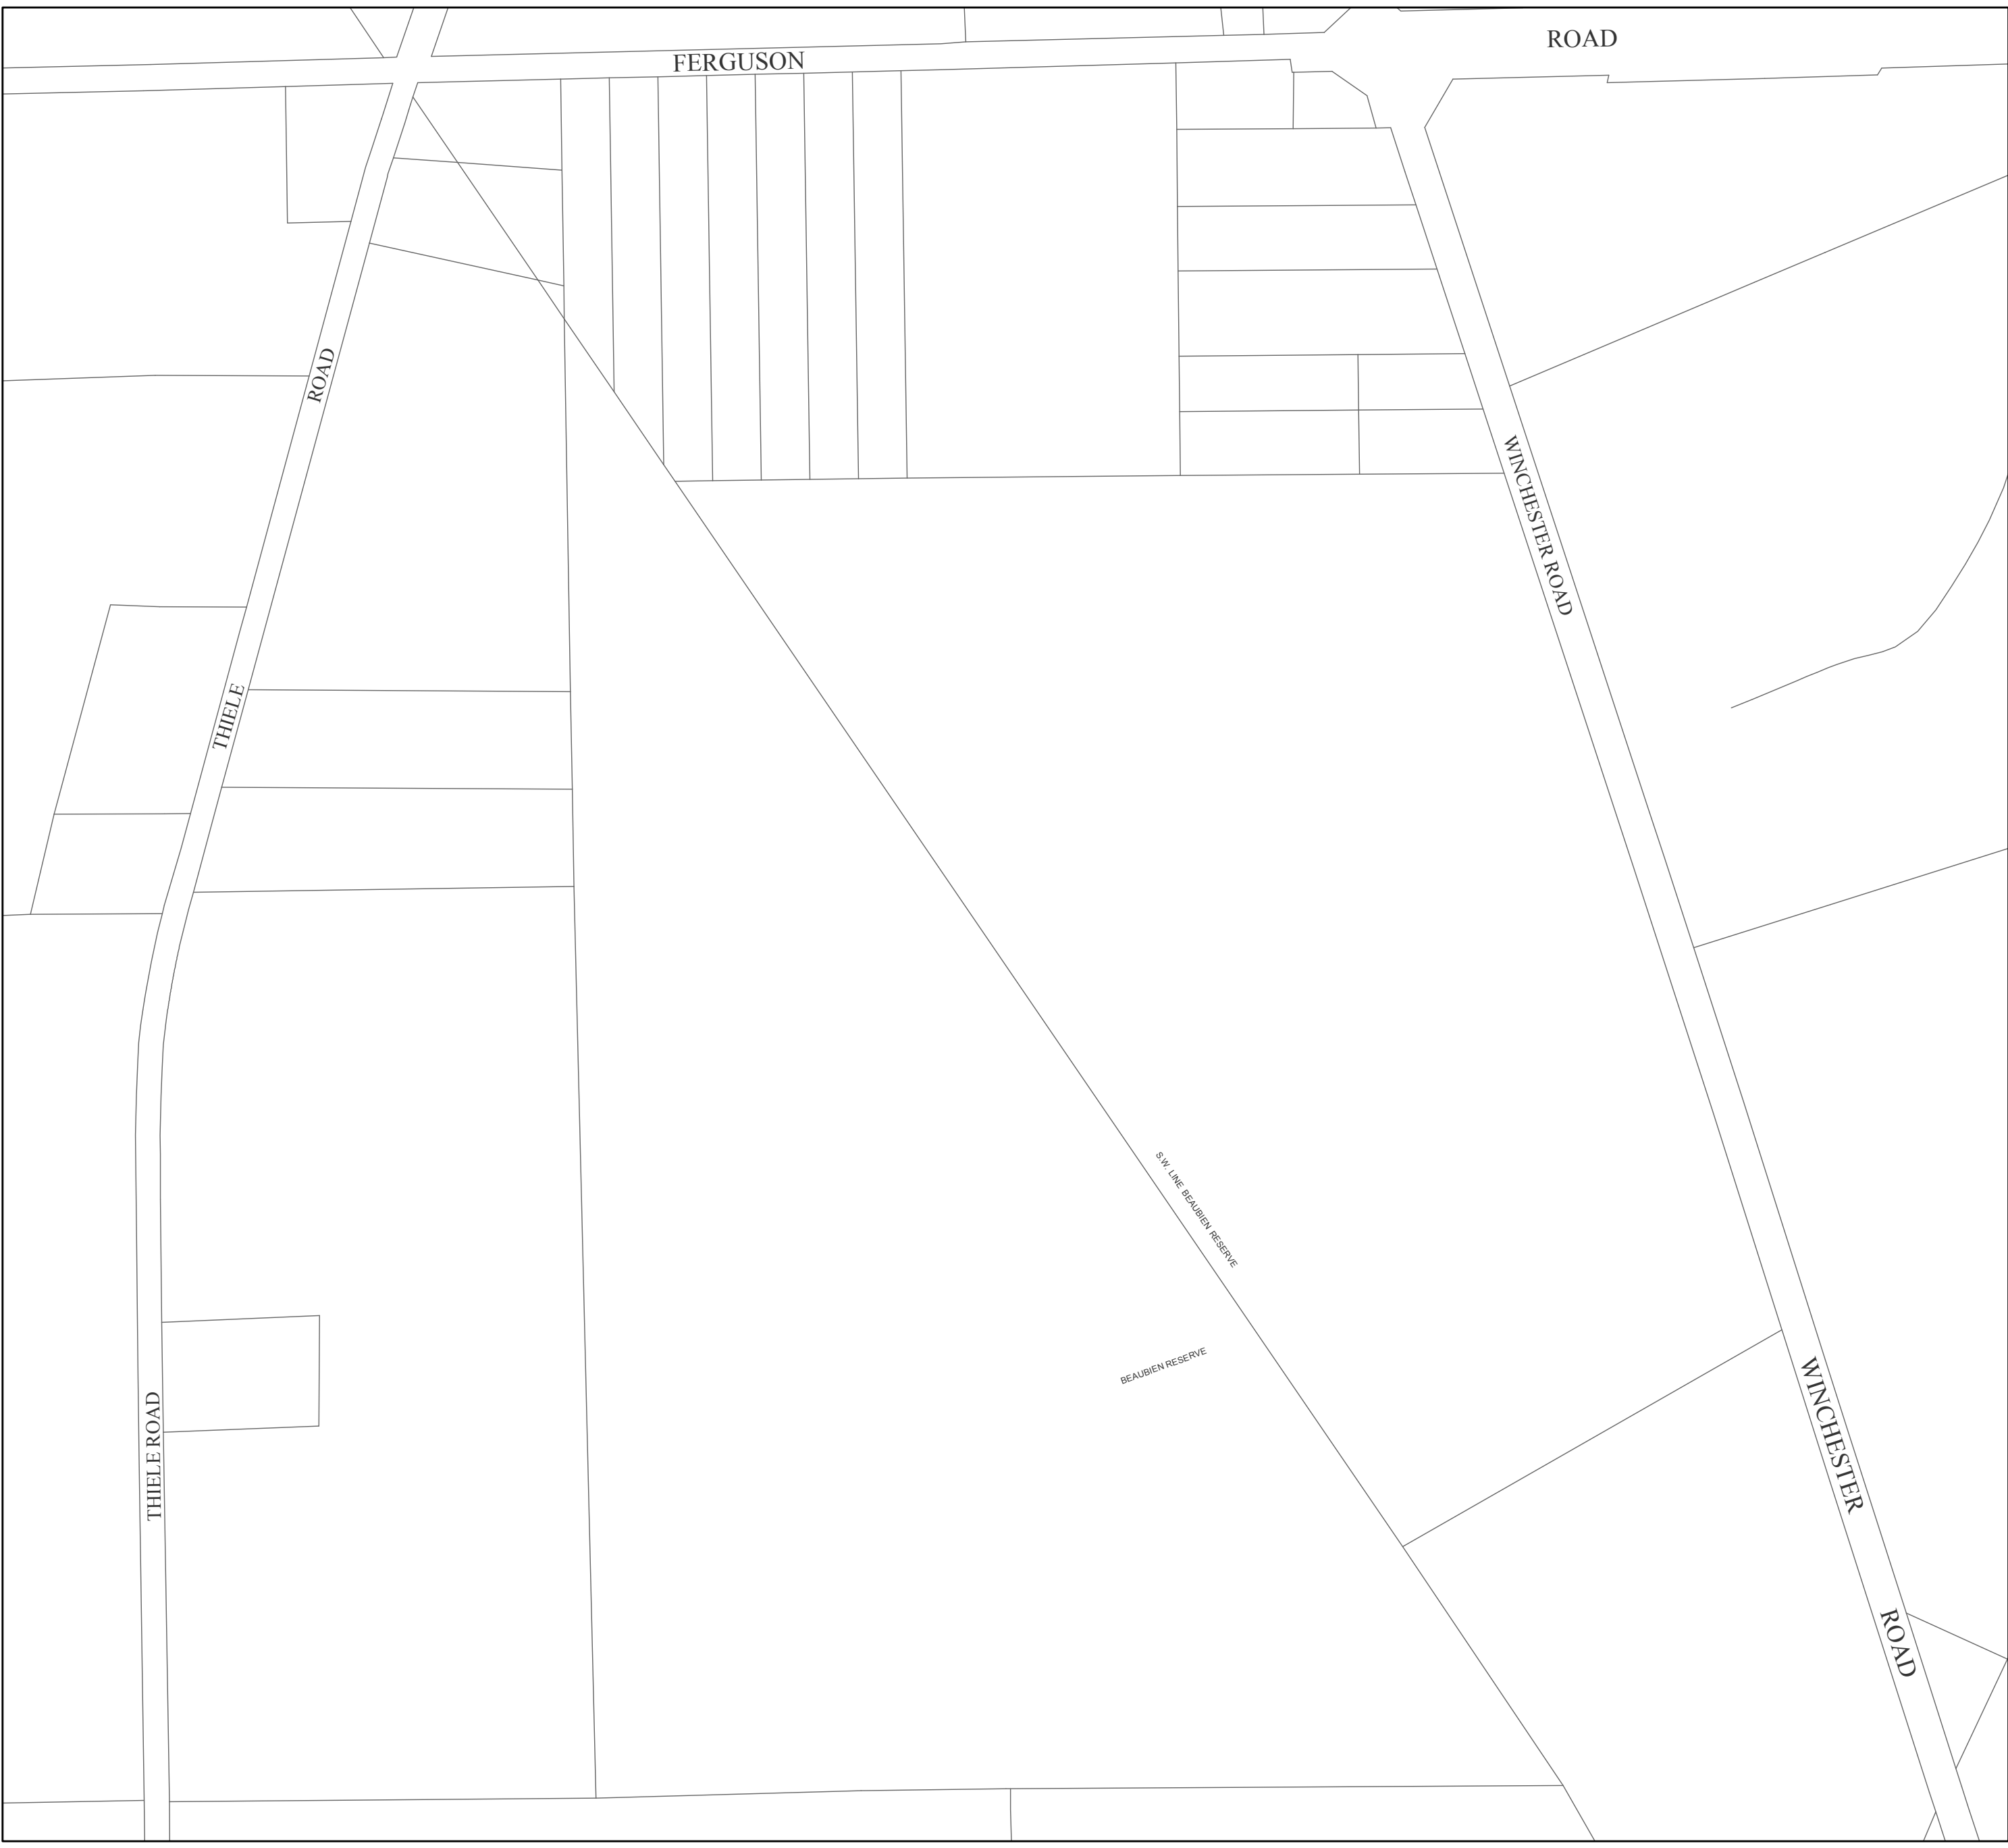 ROAD
FERGUSON
ROAD
WINCHESTER ROAD
THIELE
S.W. LINE BEAUBIEN RESERVE
BEAUBIEN RESERVE
THIELE ROAD
WINCHESTER
ROAD